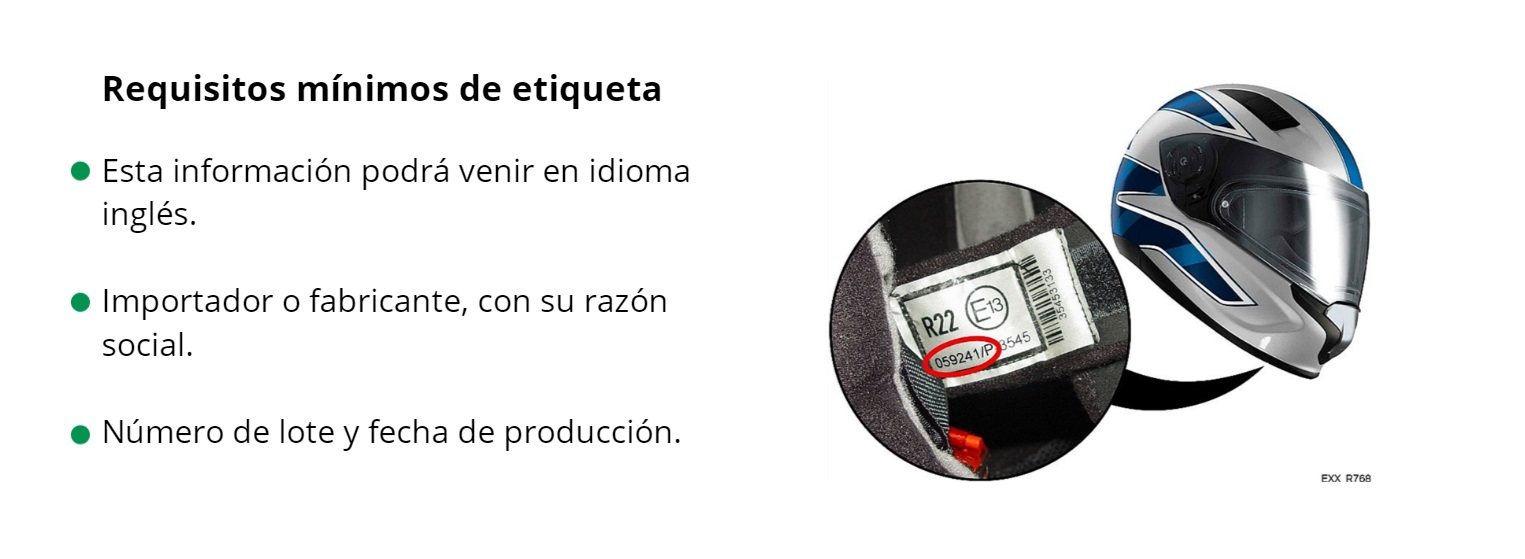 Requisitos mínimos de etiqueta
Esta información podrá venir en idioma
inglés.
Importador o fabricante, con su razón
social.
Número de lote y fecha de producción.
R22 E13
059241/P 3545
35453133
EXX R768